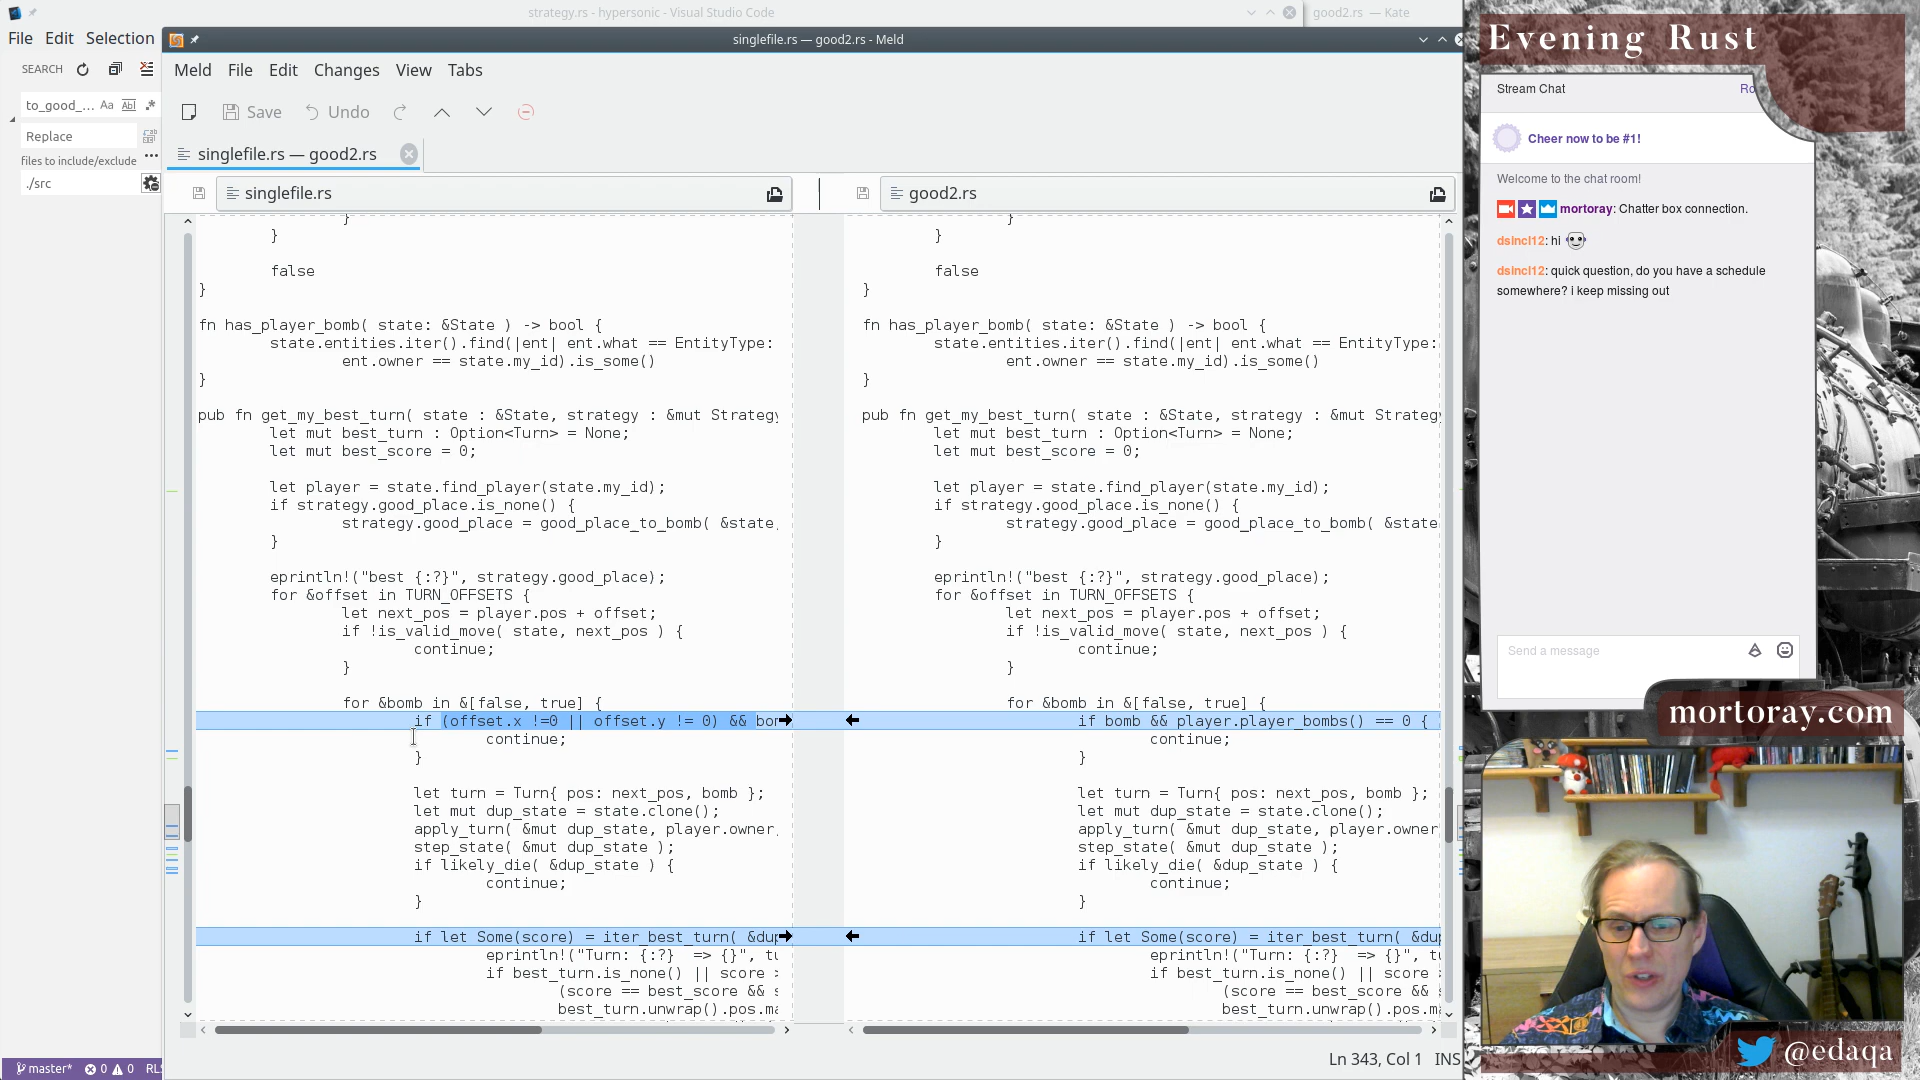 strategy.rs - hypersonic - Visual Studio Code
good2.rs — Kate
File Edit Selection
singlefile.rs — good2.rs - Meld
SEARCH
Meld File Edit Changes View Tabs
to_good_... Aa Abl .*
Save Undo
Replace
files to include/exclude ...
singlefile.rs — good2.rs
./src
singlefile.rs
good2.rs
}
}
false
}
fn has_player_bomb( state: &State ) -> bool {
state.entities.iter().find(|ent| ent.what == EntityType:
ent.owner == state.my_id).is_some()
}
pub fn get_my_best_turn( state : &State, strategy : &mut Strategy
let mut best_turn : Option<Turn> = None;
let mut best_score = 0;
let player = state.find_player(state.my_id);
if strategy.good_place.is_none() {
strategy.good_place = good_place_to_bomb( &state,
}
eprintln!("best {:?}", strategy.good_place);
for &offset in TURN_OFFSETS {
let next_pos = player.pos + offset;
if !is_valid_move( state, next_pos ) {
continue;
}
for &bomb in &[false, true] {
if (offset.x !=0 || offset.y != 0) && bom
continue;
}
let turn = Turn{ pos: next_pos, bomb };
let mut dup_state = state.clone();
apply_turn( &mut dup_state, player.owner,
step_state( &mut dup_state );
if likely_die( &dup_state ) {
continue;
}
if let Some(score) = iter_best_turn( &dup
eprintln!("Turn: {:?}  => {}", tu
if best_turn.is_none() || score >
(score == best_score && s
best_turn.unwrap().pos.ma
}
}
false
}
fn has_player_bomb( state: &State ) -> bool {
state.entities.iter().find(|ent| ent.what == EntityType:
ent.owner == state.my_id).is_some()
}
pub fn get_my_best_turn( state : &State, strategy : &mut Strategy
let mut best_turn : Option<Turn> = None;
let mut best_score = 0;
let player = state.find_player(state.my_id);
if strategy.good_place.is_none() {
strategy.good_place = good_place_to_bomb( &state
}
eprintln!("best {:?}", strategy.good_place);
for &offset in TURN_OFFSETS {
let next_pos = player.pos + offset;
if !is_valid_move( state, next_pos ) {
continue;
}
for &bomb in &[false, true] {
if bomb && player.player_bombs() == 0 {
continue;
}
let turn = Turn{ pos: next_pos, bomb };
let mut dup_state = state.clone();
apply_turn( &mut dup_state, player.owner
step_state( &mut dup_state );
if likely_die( &dup_state ) {
continue;
}
if let Some(score) = iter_best_turn( &dup
eprintln!("Turn: {:?}  => {}", tu
if best_turn.is_none() || score
(score == best_score && s
best_turn.unwrap().pos.m
Ln 343, Col 1 INS
master* 0 0 RLS
Evening Rust
Stream Chat Ro
Cheer now to be #1!
Welcome to the chat room!
mortoray: Chatter box connection.
dsincl12: hi
dsincl12: quick question, do you have a schedule
somewhere? i keep missing out
Send a message
mortoray.com
@edaqa